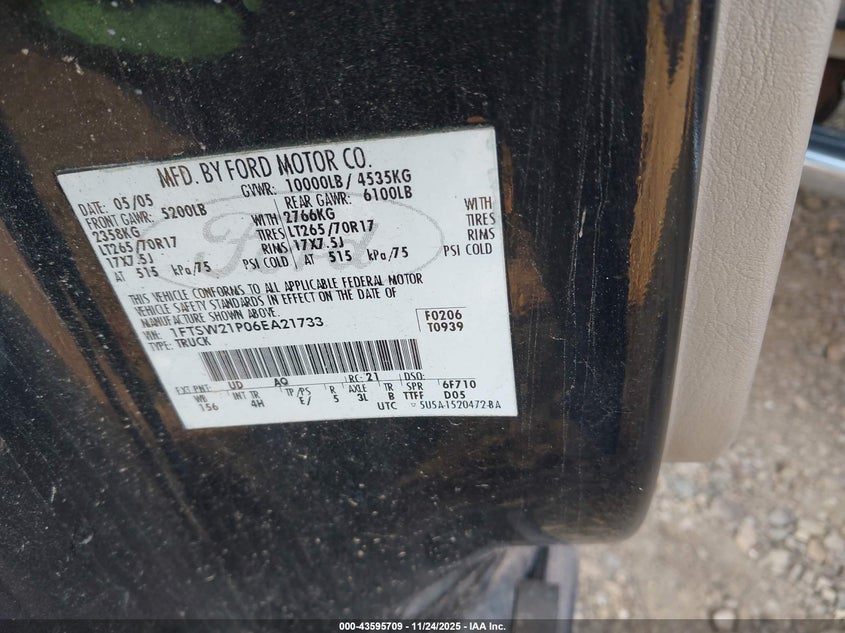 MFD. BY FORD MOTOR CO.
DATE: 05/05 GVWR: 10000LB / 4535KG
FRONT GAWR: 5200LB REAR GAWR: 6100LB
2358KG WITH 2766KG WITH
LT265/70R17 TIRES LT265/70R17 TIRES
17X7.5J RIMS 17X7.5J RIMS
AT 515 kPa/75 PSI COLD AT 515 kPa/75 PSI COLD
THIS VEHICLE CONFORMS TO ALL APPLICABLE FEDERAL MOTOR
VEHICLE SAFETY STANDARDS IN EFFECT ON THE DATE OF
MANUFACTURE SHOWN ABOVE.
VIN: 1FTSW21P06EA21733
TYPE: TRUCK
F0206
T0939
EXT PNT: UD AQ RC: 21 DSO:
WB INT TR TP/PS R AXLE TR SPR 6F710
156 4H E/ 5 3L B TTFF D05
UTC 5U5A-1520472-BA
Ford
000-43595709 - 11/24/2025 - IAA Inc.